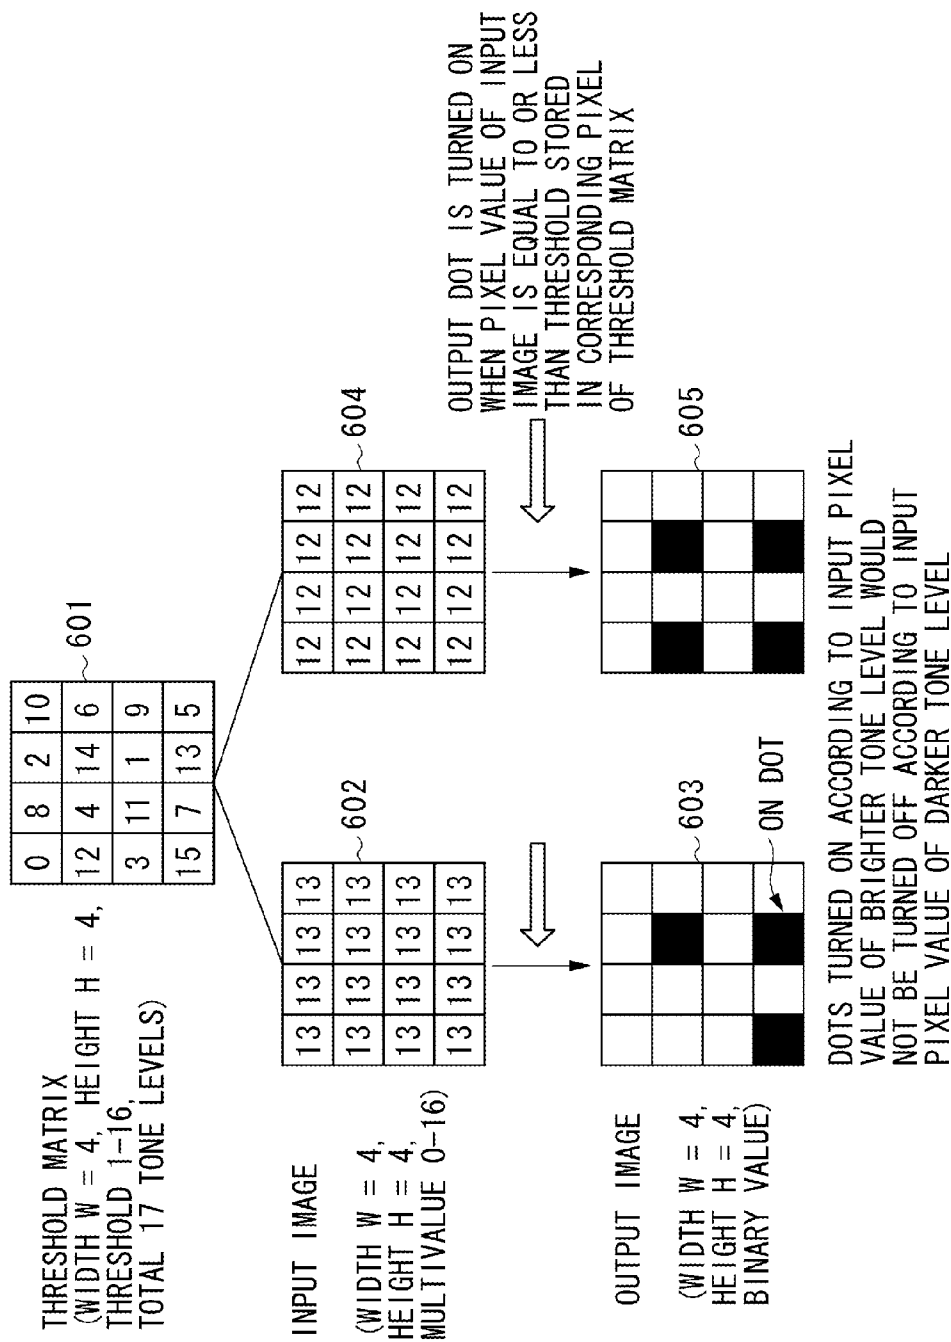 THRESHOLD MATRIX
(WIDTH W = 4, HEIGHT H = 4,
THRESHOLD 1-16,
TOTAL 17 TONE LEVELS)
0 8 2 10
12 4 14 6
3 11 1 9
15 7 13 5
601
INPUT IMAGE
(WIDTH W = 4,
HEIGHT H = 4,
MULTIVALUE 0-16)
13 13 13 13
13 13 13 13
13 13 13 13
13 13 13 13
602
12 12 12 12
12 12 12 12
12 12 12 12
12 12 12 12
604
OUTPUT DOT IS TURNED ON
WHEN PIXEL VALUE OF INPUT
IMAGE IS EQUAL TO OR LESS
THAN THRESHOLD STORED
IN CORRESPONDING PIXEL
OF THRESHOLD MATRIX
OUTPUT IMAGE
(WIDTH W = 4,
HEIGHT H = 4,
BINARY VALUE)
603
ON DOT
605
DOTS TURNED ON ACCORDING TO INPUT PIXEL
VALUE OF BRIGHTER TONE LEVEL WOULD
NOT BE TURNED OFF ACCORDING TO INPUT
PIXEL VALUE OF DARKER TONE LEVEL